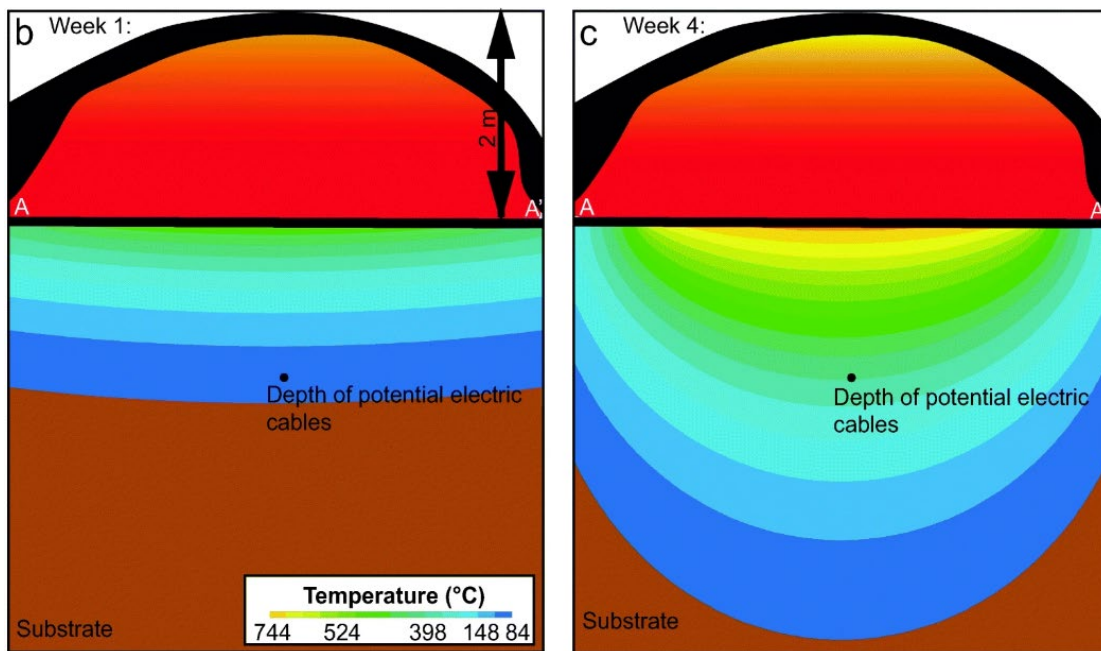 b Week 1:
2 m
A A'
Depth of potential electric
cables
Temperature (°C)
744 524 398 148 84
Substrate
c Week 4:
A A
Depth of potential electric
cables
Substrate